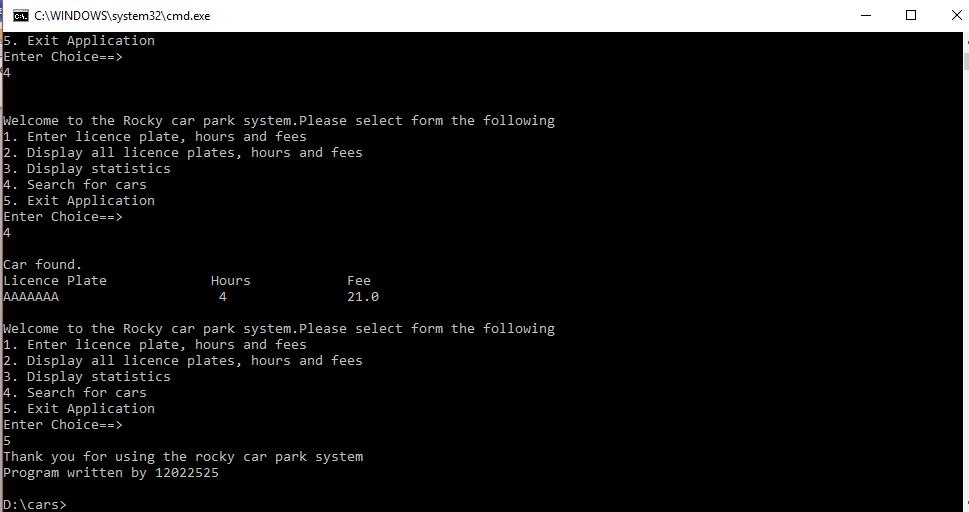 C:\WINDOWS\system32\cmd.exe
5. Exit Application
Enter Choice==>
4
Welcome to the Rocky car park system.Please select form the following
1. Enter licence plate, hours and fees
2. Display all licence plates, hours and fees
3. Display statistics
4. Search for cars
5. Exit Application
Enter Choice==>
4
Car found.
Licence Plate Hours Fee
AAAAAAA 4 21.0
Welcome to the Rocky car park system.Please select form the following
1. Enter licence plate, hours and fees
2. Display all licence plates, hours and fees
3. Display statistics
4. Search for cars
5. Exit Application
Enter Choice==>
5
Thank you for using the rocky car park system
Program written by 12022525
D:\cars>